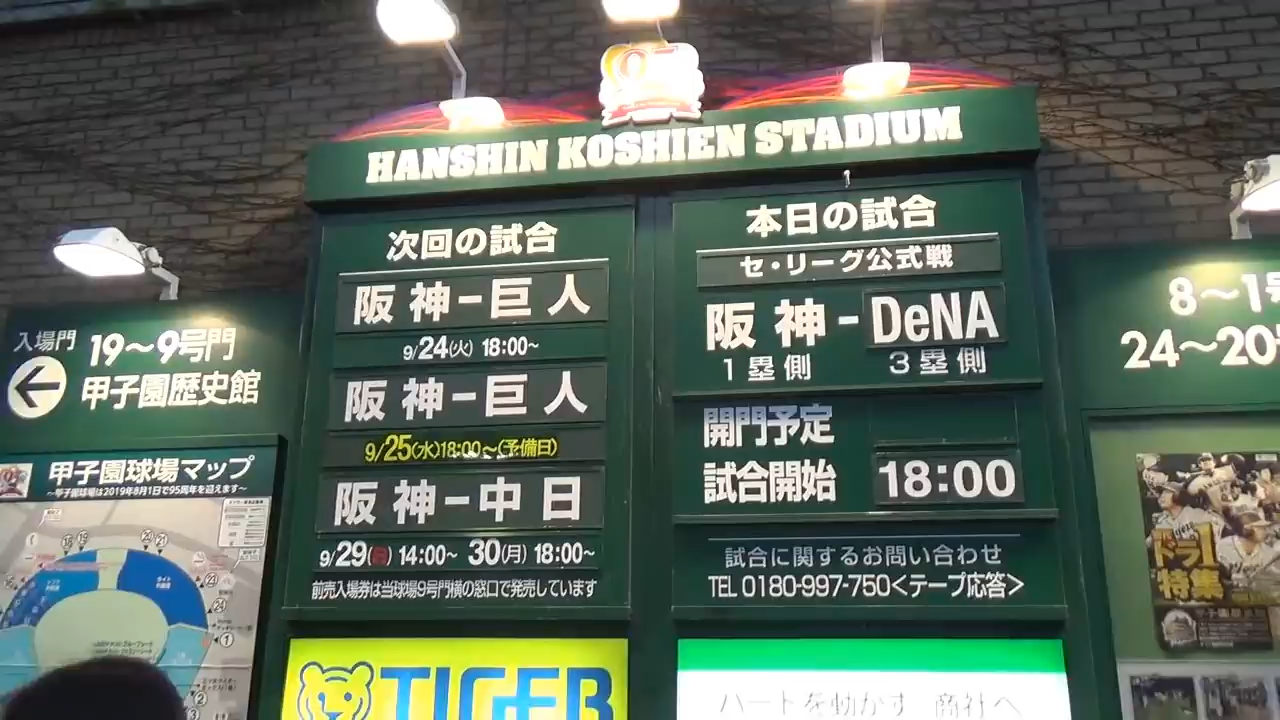 95
HANSHIN KOSHIEN STADIUM
次回の試合
阪神-巨人
9/24(火) 18:00~
阪神-巨人
9/25(水)18:00~(予備日)
阪神-中日
9/29(日) 14:00~ 30(月) 18:00~
前売入場券は当球場9号門横の窓口で発売しています
本日の試合
セ・リーグ公式戦
阪神-DeNA
1塁側 3塁側
開門予定
試合開始 18:00
試合に関するお問い合わせ
TEL 0180-997-750<テープ応答>
入場門
19~9号門
甲子園歴史館
甲子園球場マップ
~甲子園球場は2019年8月1日で95周年を迎えます~
8~1号
24~20号
ドラ1
特集
TIGER
ハートを動かす 商社へ